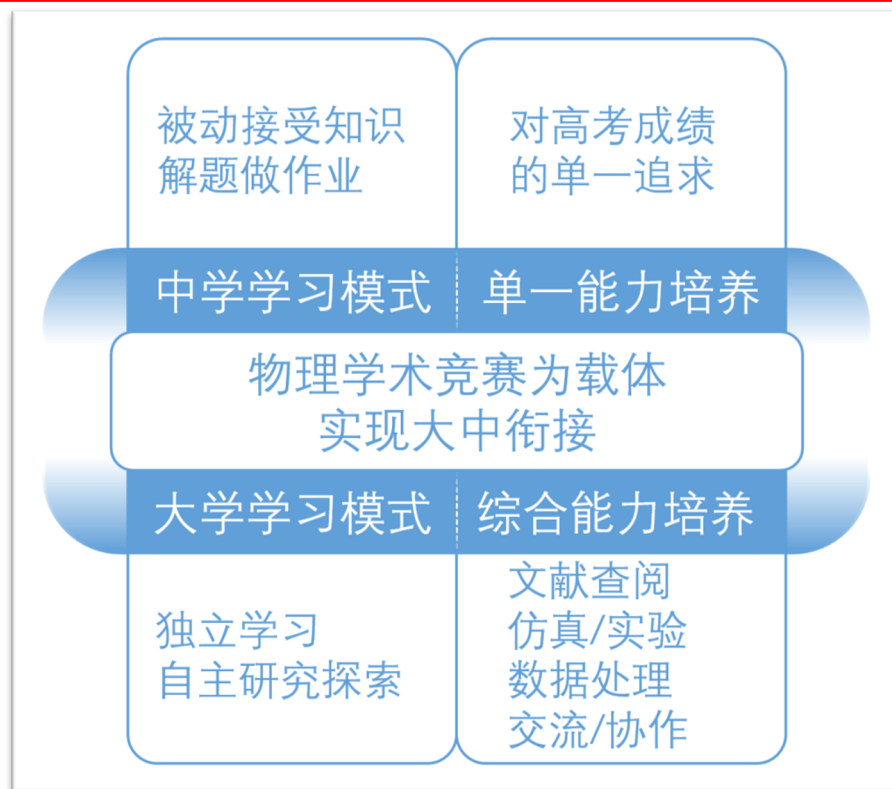 被动接受知识
解题做作业
对高考成绩
的单一追求
中学学习模式
单一能力培养
物理学术竞赛为载体
实现大中衔接
大学学习模式
综合能力培养
独立学习
自主研究探索
文献查阅
仿真/实验
数据处理
交流/协作